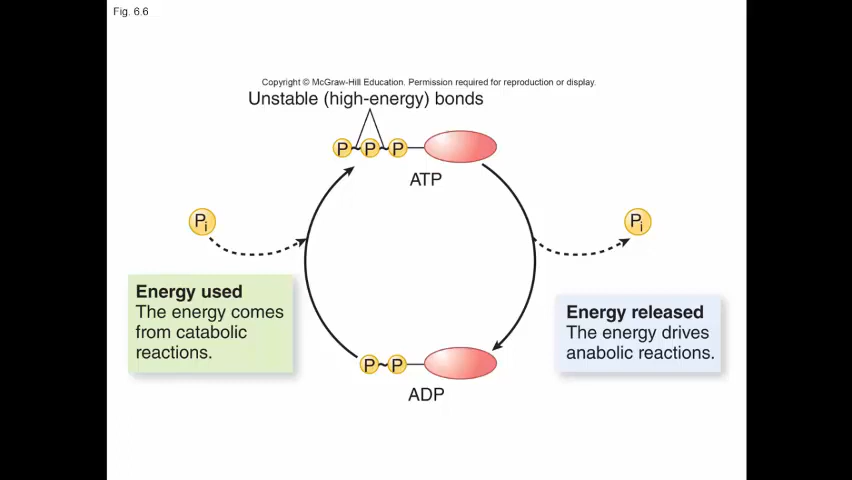 Fig. 6.6
Copyright © McGraw-Hill Education. Permission required for reproduction or display.
Unstable (high-energy) bonds
P~P~P
ATP
Pi
Pi
Energy used
The energy comes
from catabolic
reactions.
Energy released
The energy drives
anabolic reactions.
P~P
ADP